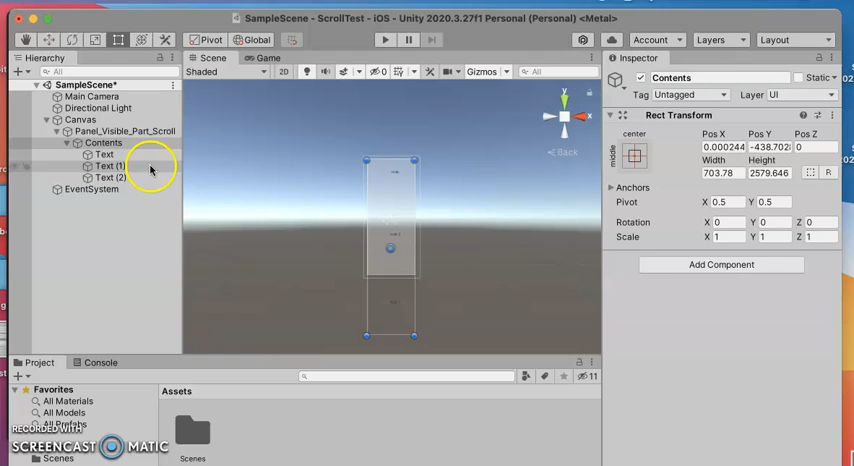 SampleScene - ScrollTest - iOS - Unity 2020.3.27f1 Personal (Personal) <Metal>
Pivot Global Account Layers Layout
Hierarchy Scene Game Inspector
All Shaded 2D 0 Gizmos All
Contents Static
Tag Untagged Layer UI
SampleScene*
Main Camera
Directional Light
Canvas
Panel_Visible_Part_Scroll
Contents
Text
Text (1)
Text (2)
EventSystem
y
x
Back
Rect Transform
center
middle
Pos X Pos Y Pos Z
0.000244 -438.702 0
Width Height
703.78 2579.646 R
Anchors
Pivot X 0.5 Y 0.5
Rotation X 0 Y 0 Z 0
Scale X 1 Y 1 Z 1
Add Component
Project Console
11
Favorites
All Materials
All Models
All Prefabs
Scenes
Assets
Scenes
RECORDED WITH
SCREENCAST MATIC